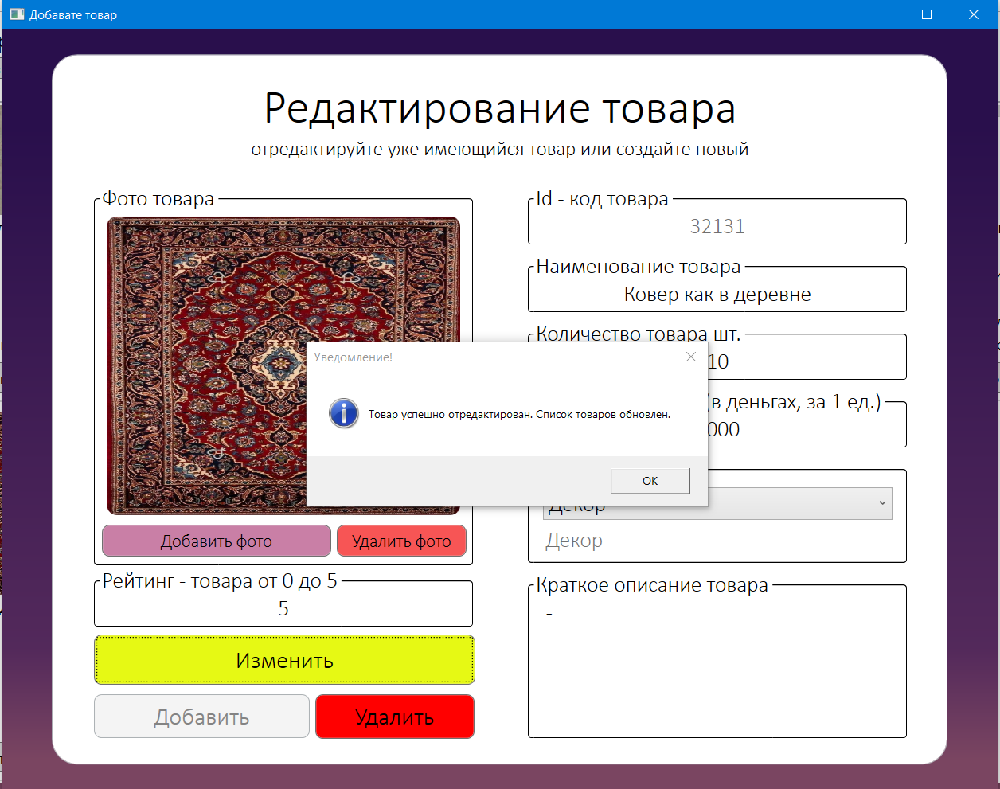 Добавате товар
Редактирование товара
отредактируйте уже имеющийся товар или создайте новый
Фото товара
Добавить фото
Удалить фото
Рейтинг - товара от 0 до 5
5
Изменить
Добавить
Удалить
Id - код товара
32131
Наименование товара
Ковер как в деревне
Количество товара шт.
10
(в деньгах, за 1 ед.)
000
Декор
Декор
Краткое описание товара
-
Уведомление!
Товар успешно отредактирован. Список товаров обновлен.
OK